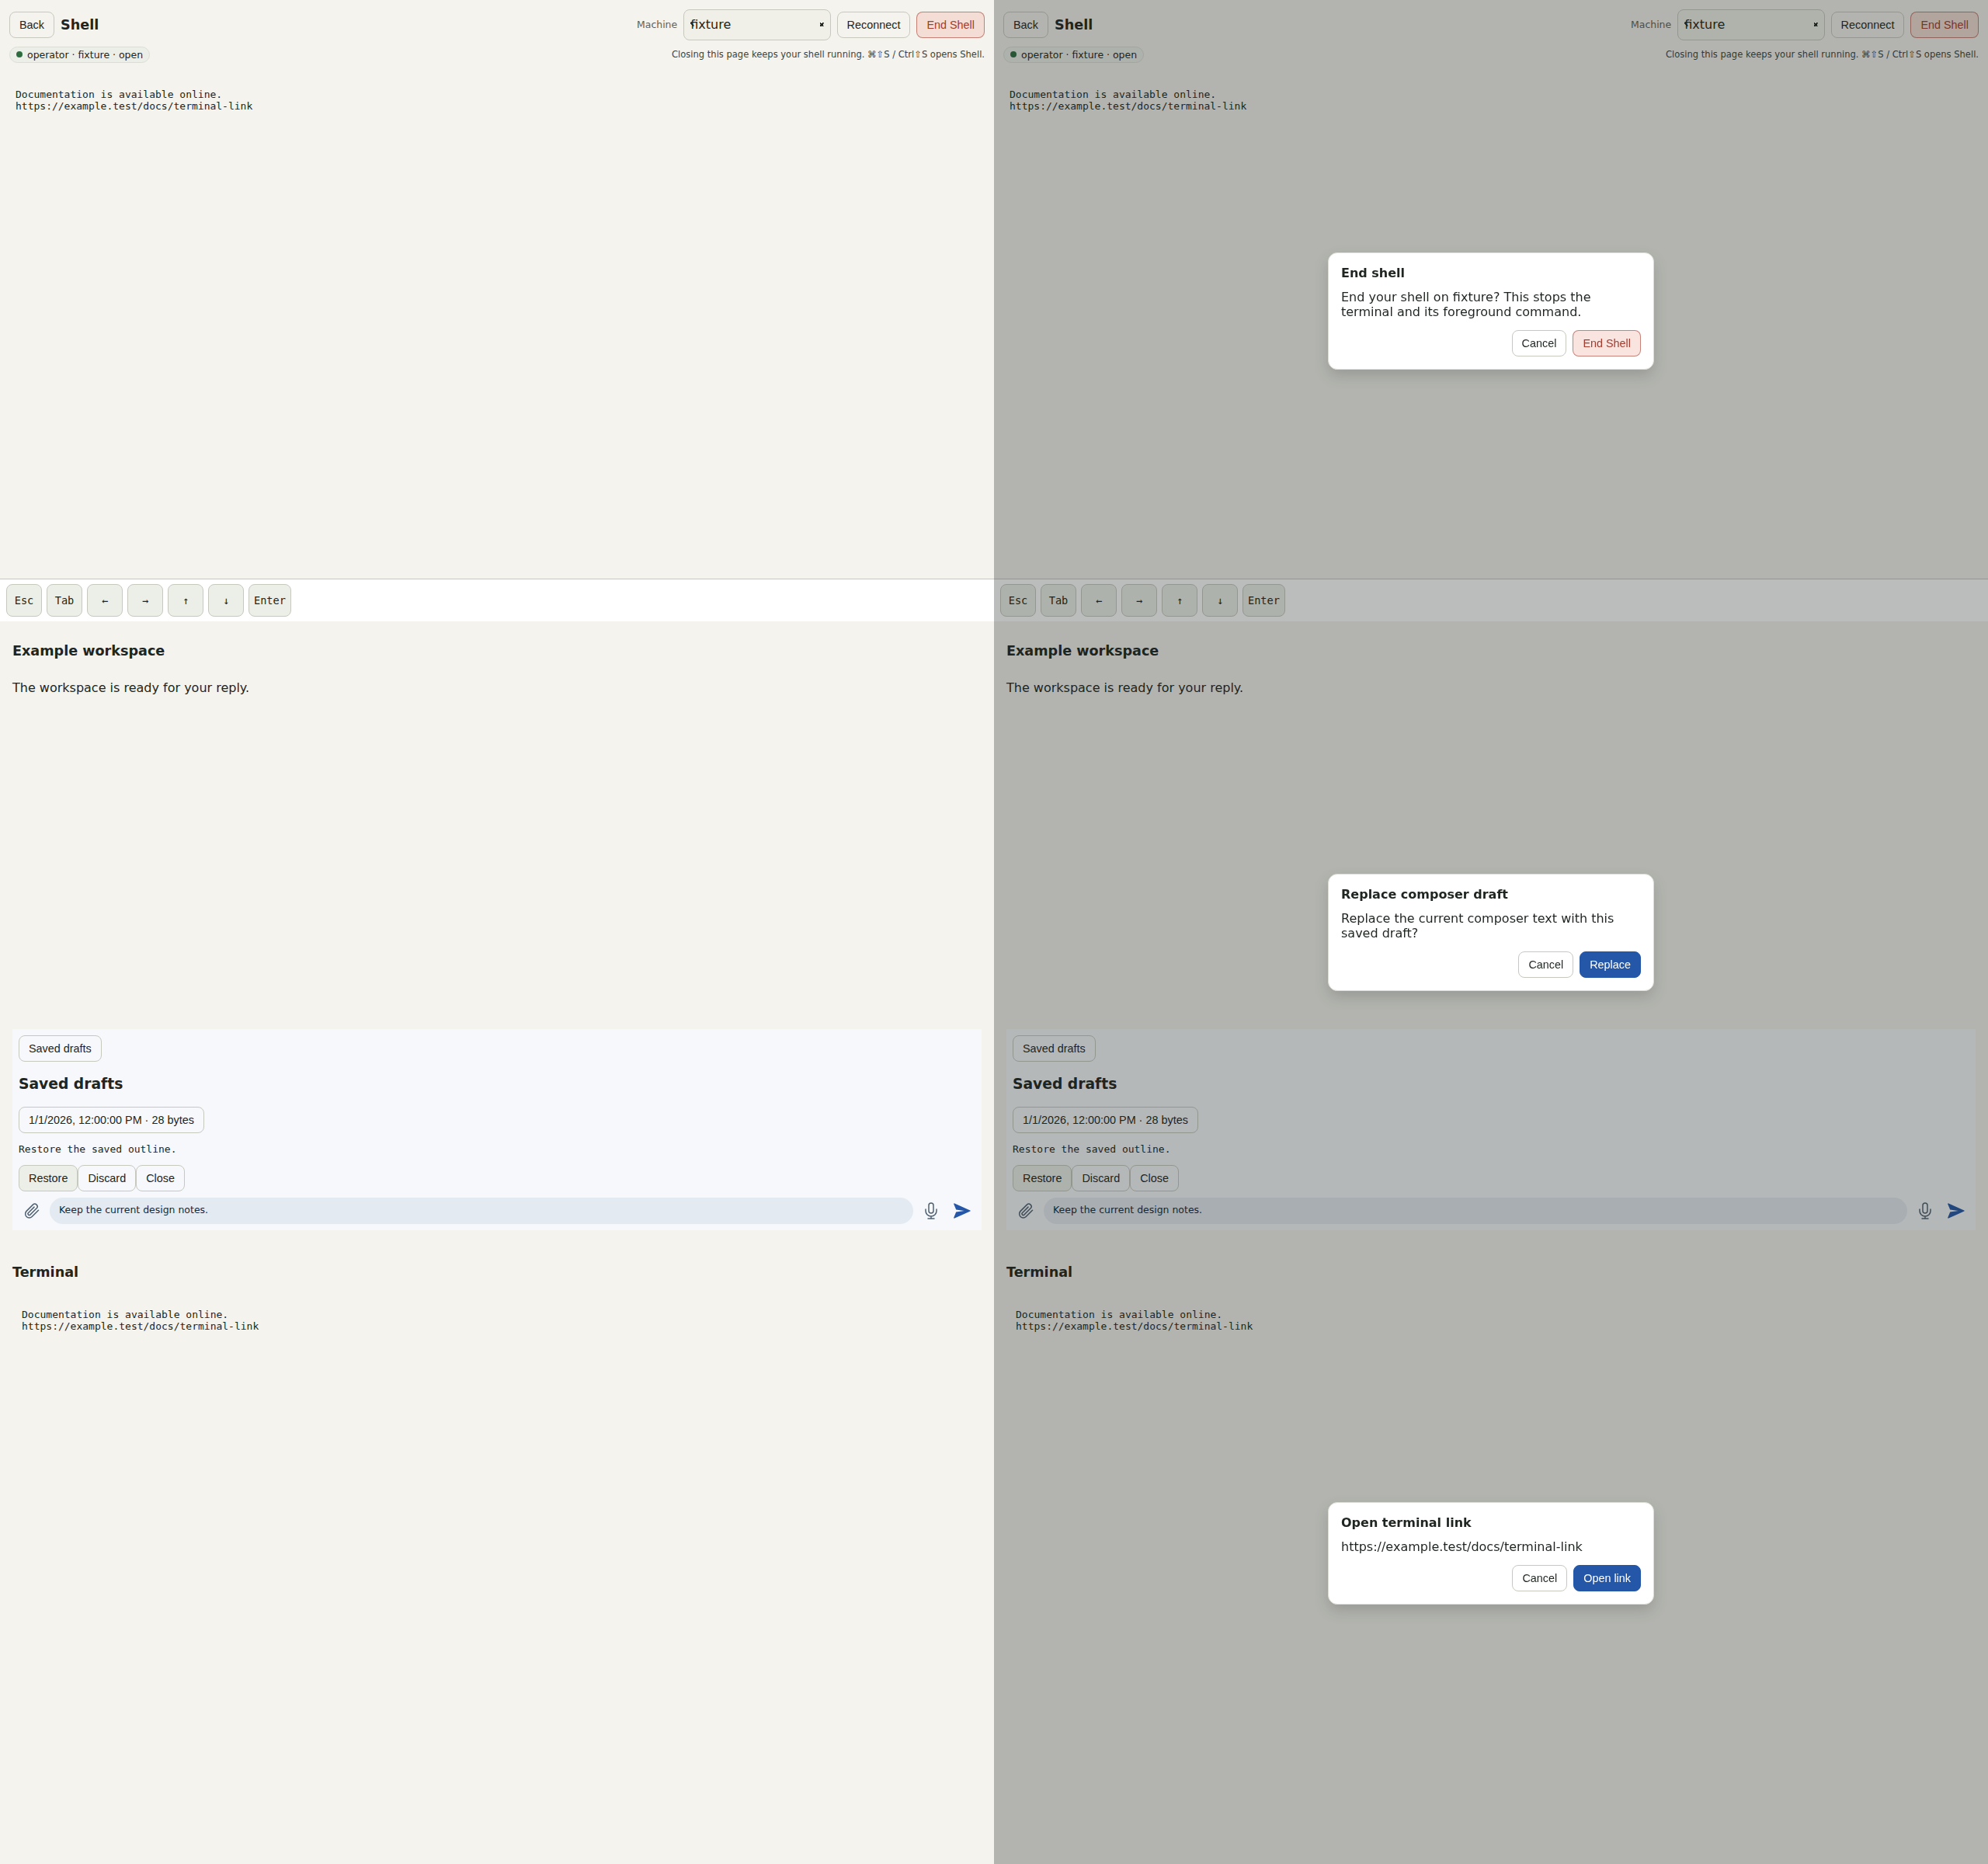 Back Shell Machine fixture Reconnect End Shell
operator · fixture · open Closing this page keeps your shell running. ⌘⇧S / Ctrl⇧S opens Shell.
Documentation is available online.
https://example.test/docs/terminal-link
Esc Tab ← → ↑ ↓ Enter
Back Shell Machine fixture Reconnect End Shell
operator · fixture · open Closing this page keeps your shell running. ⌘⇧S / Ctrl⇧S opens Shell.
Documentation is available online.
https://example.test/docs/terminal-link
End shell
End your shell on fixture? This stops the
terminal and its foreground command.
Cancel End Shell
Esc Tab ← → ↑ ↓ Enter
Example workspace
The workspace is ready for your reply.
Saved drafts
Saved drafts
1/1/2026, 12:00:00 PM · 28 bytes
Restore the saved outline.
Restore Discard Close
Keep the current design notes.
Example workspace
The workspace is ready for your reply.
Replace composer draft
Replace the current composer text with this
saved draft?
Cancel Replace
Saved drafts
Saved drafts
1/1/2026, 12:00:00 PM · 28 bytes
Restore the saved outline.
Restore Discard Close
Keep the current design notes.
Terminal
Documentation is available online.
https://example.test/docs/terminal-link
Terminal
Documentation is available online.
https://example.test/docs/terminal-link
Open terminal link
https://example.test/docs/terminal-link
Cancel Open link